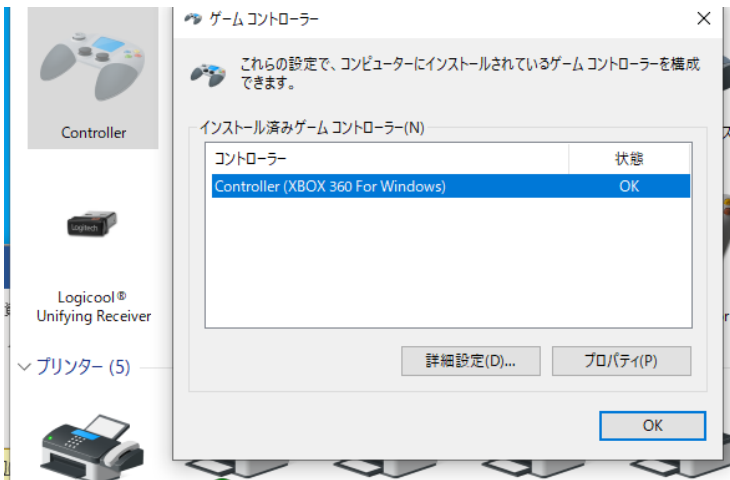 ゲーム コントローラー
これらの設定で、コンピューターにインストールされているゲーム コントローラーを構成
できます。
インストール済みゲーム コントローラー(N)
コントローラー 状態
Controller (XBOX 360 For Windows) OK
詳細設定(D)... プロパティ(P)
OK
Controller
Logitech
Logicool®
Unifying Receiver
プリンター (5)